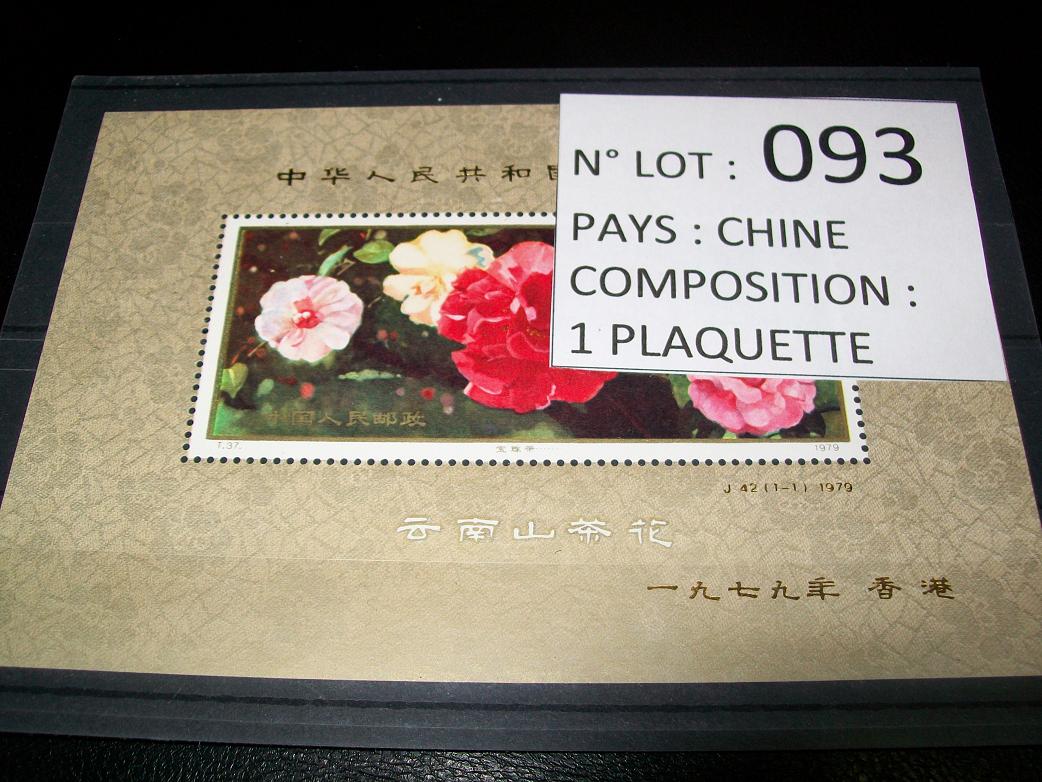 中华人民共和国
N° LOT : 093
PAYS : CHINE
COMPOSITION :
1 PLAQUETTE
中国人民邮政
T.37. 1979
J 42 (1-1) 1979
云南山茶花
一九七九年 香港